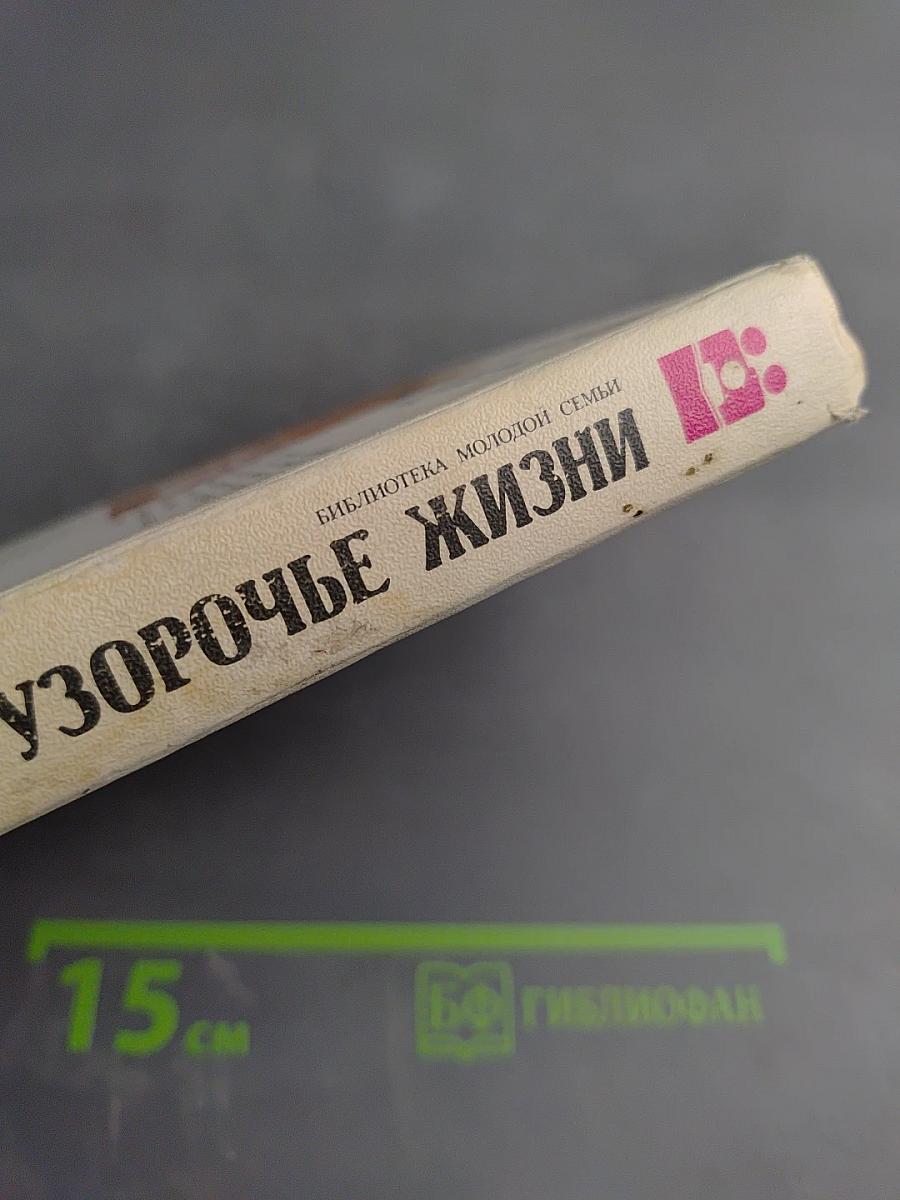 БИБЛИОТЕКА МОЛОДОЙ СЕМЬИ
УЗОРОЧЬЕ ЖИЗНИ
15 см
БФ БИБЛИОФАН